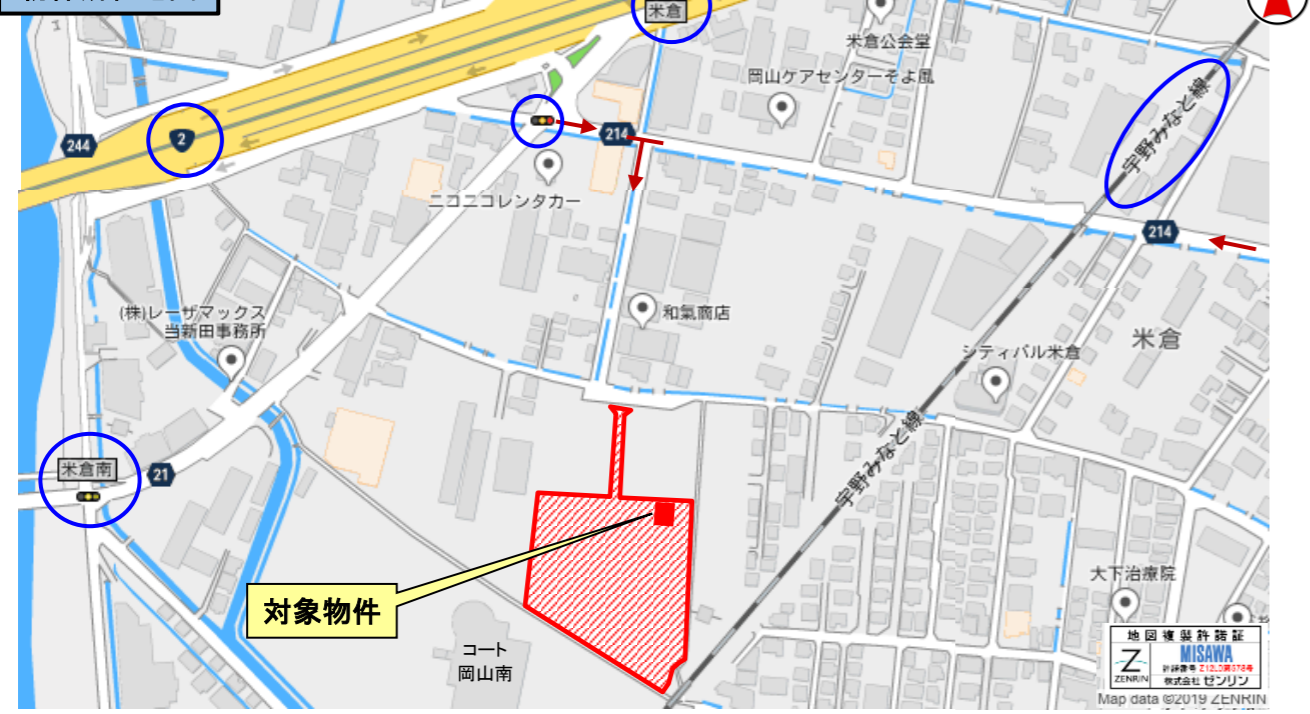 米倉
米倉公会堂
岡山ケアセンターそよ風
宇野みなと線
2
244
214
ニコニコレンタカー
214
(株)レーザマックス
当新田事務所
和氣商店
米倉
シティパル米倉
宇野みなと線
米倉南
21
大下治療院
対象物件
コート
岡山南
地図複製許諾証
Z
ZENRIN
MISAWA
株式会社 ゼンリン
Map data ©2019 ZENRIN